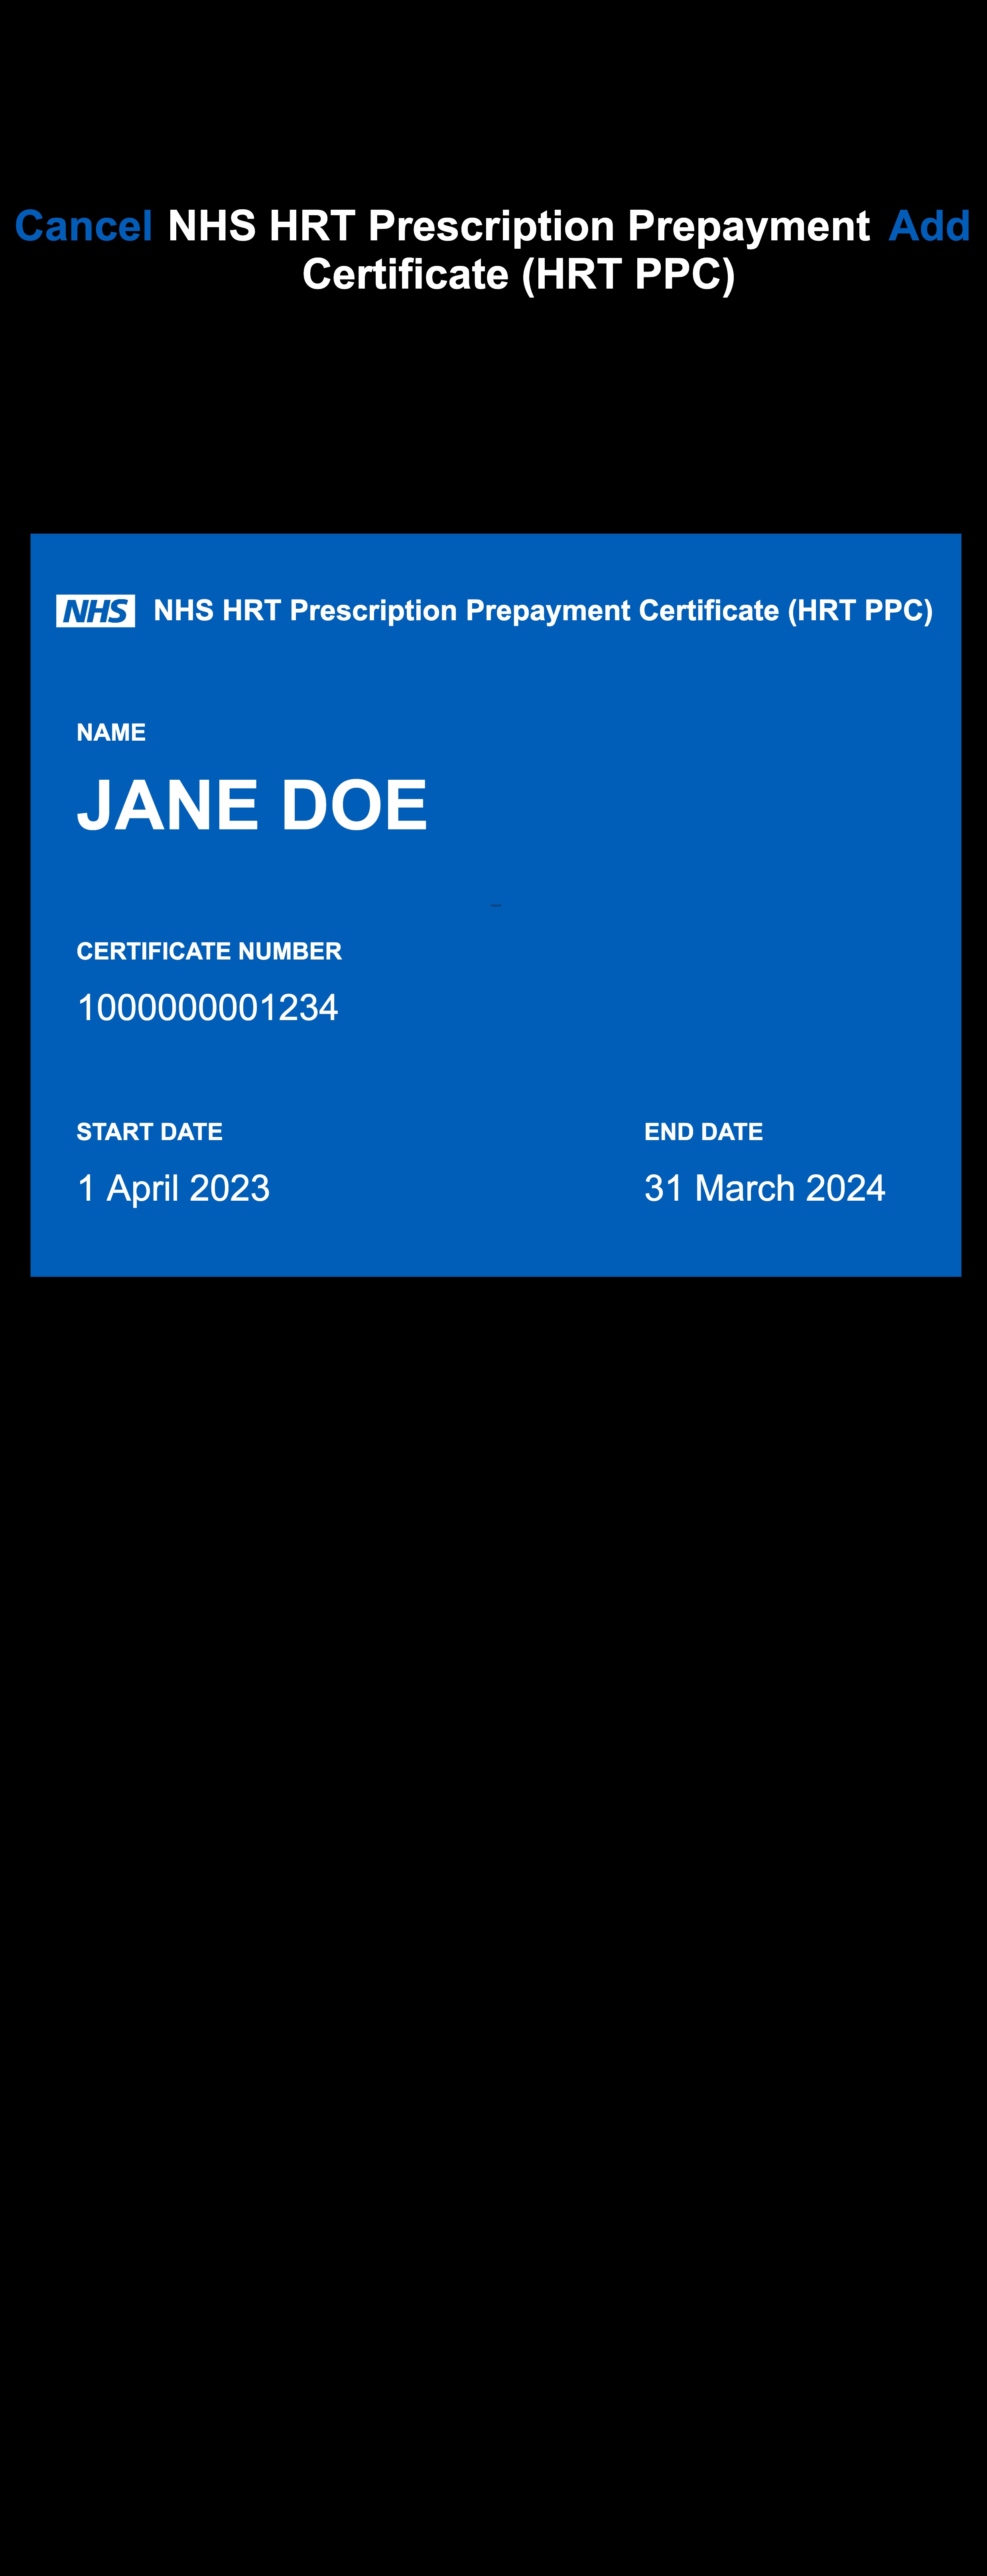 Cancel NHS HRT Prescription Prepayment Add
Certificate (HRT PPC)
NHS NHS HRT Prescription Prepayment Certificate (HRT PPC)
NAME
JANE DOE
CERTIFICATE NUMBER
1000000001234
START DATE END DATE
1 April 2023 31 March 2024